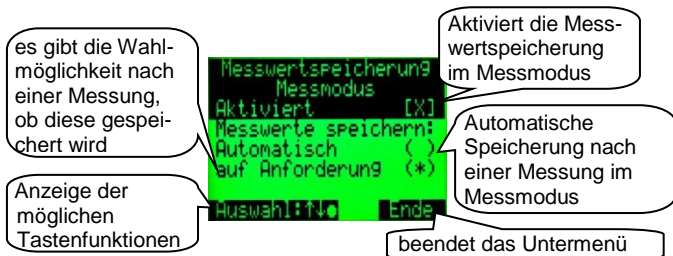 es gibt die Wahl-
möglichkeit nach
einer Messung,
ob diese gespei-
chert wird
Anzeige der
möglichen
Tastenfunktionen
Messwertspeicherung
Messmodus
Aktiviert [X]
Messwerte speichern:
Automatisch ( )
auf Anforderung (*)
Auswahl:↑↓● Ende
Aktiviert die Mess-
wertspeicherung
im Messmodus
Automatische
Speicherung nach
einer Messung im
Messmodus
beendet das Untermenü